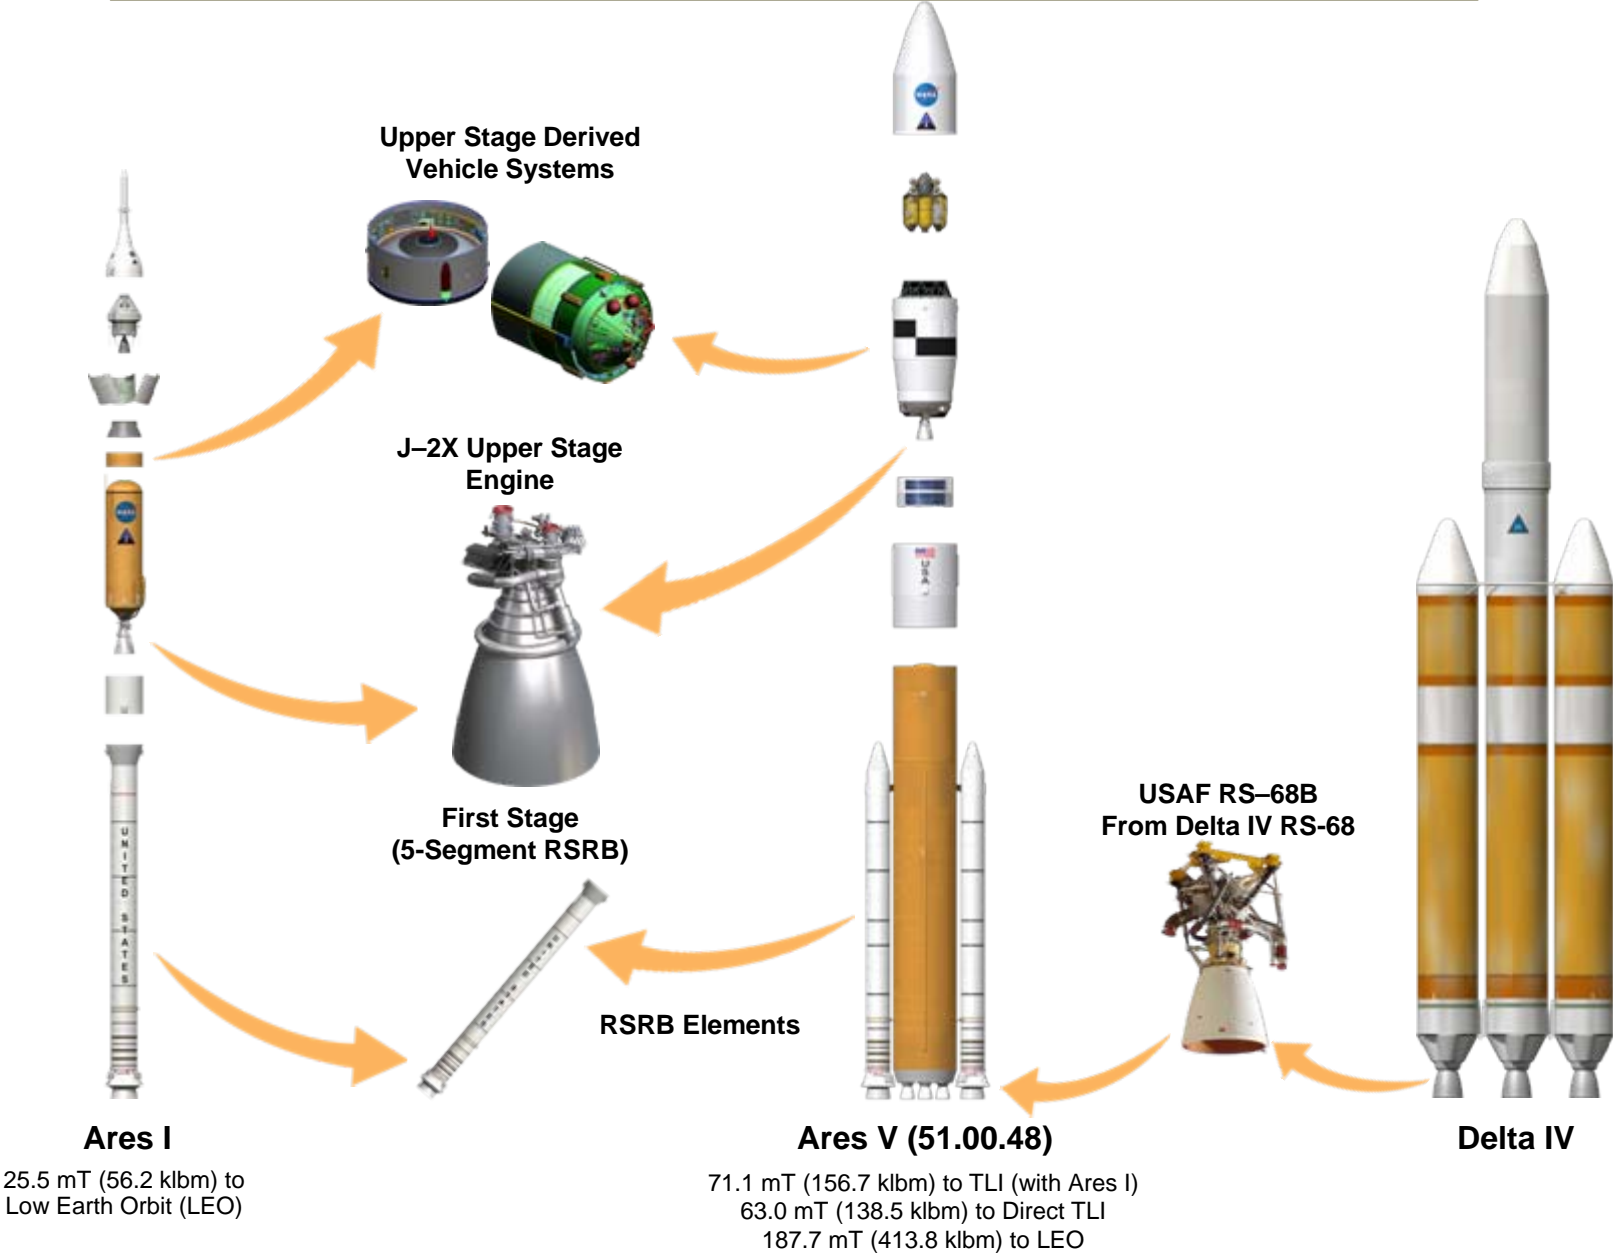 Upper Stage Derived
Vehicle Systems
J–2X Upper Stage
Engine
First Stage
(5-Segment RSRB)
RSRB Elements
USAF RS–68B
From Delta IV RS-68
NASA
NASA
USA
UNITED STATES
Ares I
25.5 mT (56.2 klbm) to
Low Earth Orbit (LEO)
Ares V (51.00.48)
71.1 mT (156.7 klbm) to TLI (with Ares I)
63.0 mT (138.5 klbm) to Direct TLI
187.7 mT (413.8 klbm) to LEO
Delta IV